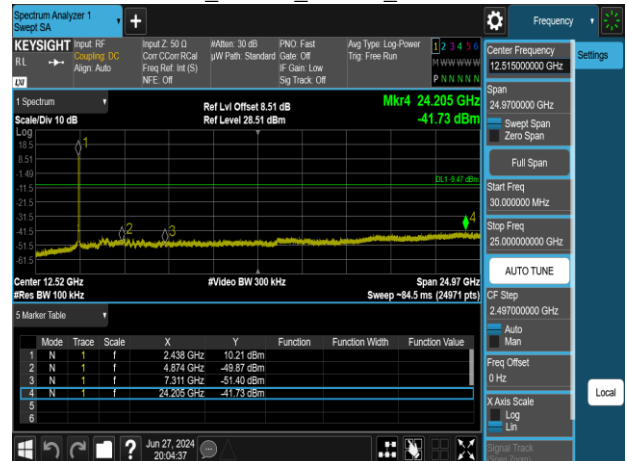 Spectrum Analyzer 1
Swept SA
Frequency
KEYSIGHT
RL
Input: RF
Coupling: DC
Align: Auto
Input Z: 50 Ω
Corr CCorr RCal
Freq Ref: Int (S)
NFE: Off
#Atten: 30 dB
µW Path: Standard
PNO: Fast
Gate: Off
IF Gain: Low
Sig Track: Off
Avg Type: Log-Power
Trig: Free Run
1 2 3 4 5 6
M W W W W W
P N N N N N
Center Frequency
12.515000000 GHz
Settings
Span
24.9700000 GHz
Swept Span
Zero Span
Full Span
Start Freq
30.000000 MHz
Stop Freq
25.000000000 GHz
AUTO TUNE
CF Step
2.497000000 GHz
Auto
Man
Freq Offset
0 Hz
X Axis Scale
Log
Lin
Signal Track
(Span Zoom)
Local
1 Spectrum
Scale/Div 10 dB
Ref Lvl Offset 8.51 dB
Ref Level 28.51 dBm
Mkr4 24.205 GHz
-41.73 dBm
Log
18.5
8.51
-1.49
-11.5
-21.5
-31.5
-41.5
-51.5
-61.5
1
2
3
4
DL1 -9.47 dBm
Center 12.52 GHz
#Video BW 300 kHz
Span 24.97 GHz
#Res BW 100 kHz
Sweep ~84.5 ms (24971 pts)
5 Marker Table
Mode Trace Scale X Y Function Function Width Function Value
1 N 1 f 2.438 GHz 10.21 dBm
2 N 1 f 4.874 GHz -49.87 dBm
3 N 1 f 7.311 GHz -51.40 dBm
4 N 1 f 24.205 GHz -41.73 dBm
5
6
?
Jun 27, 2024
20:04:37